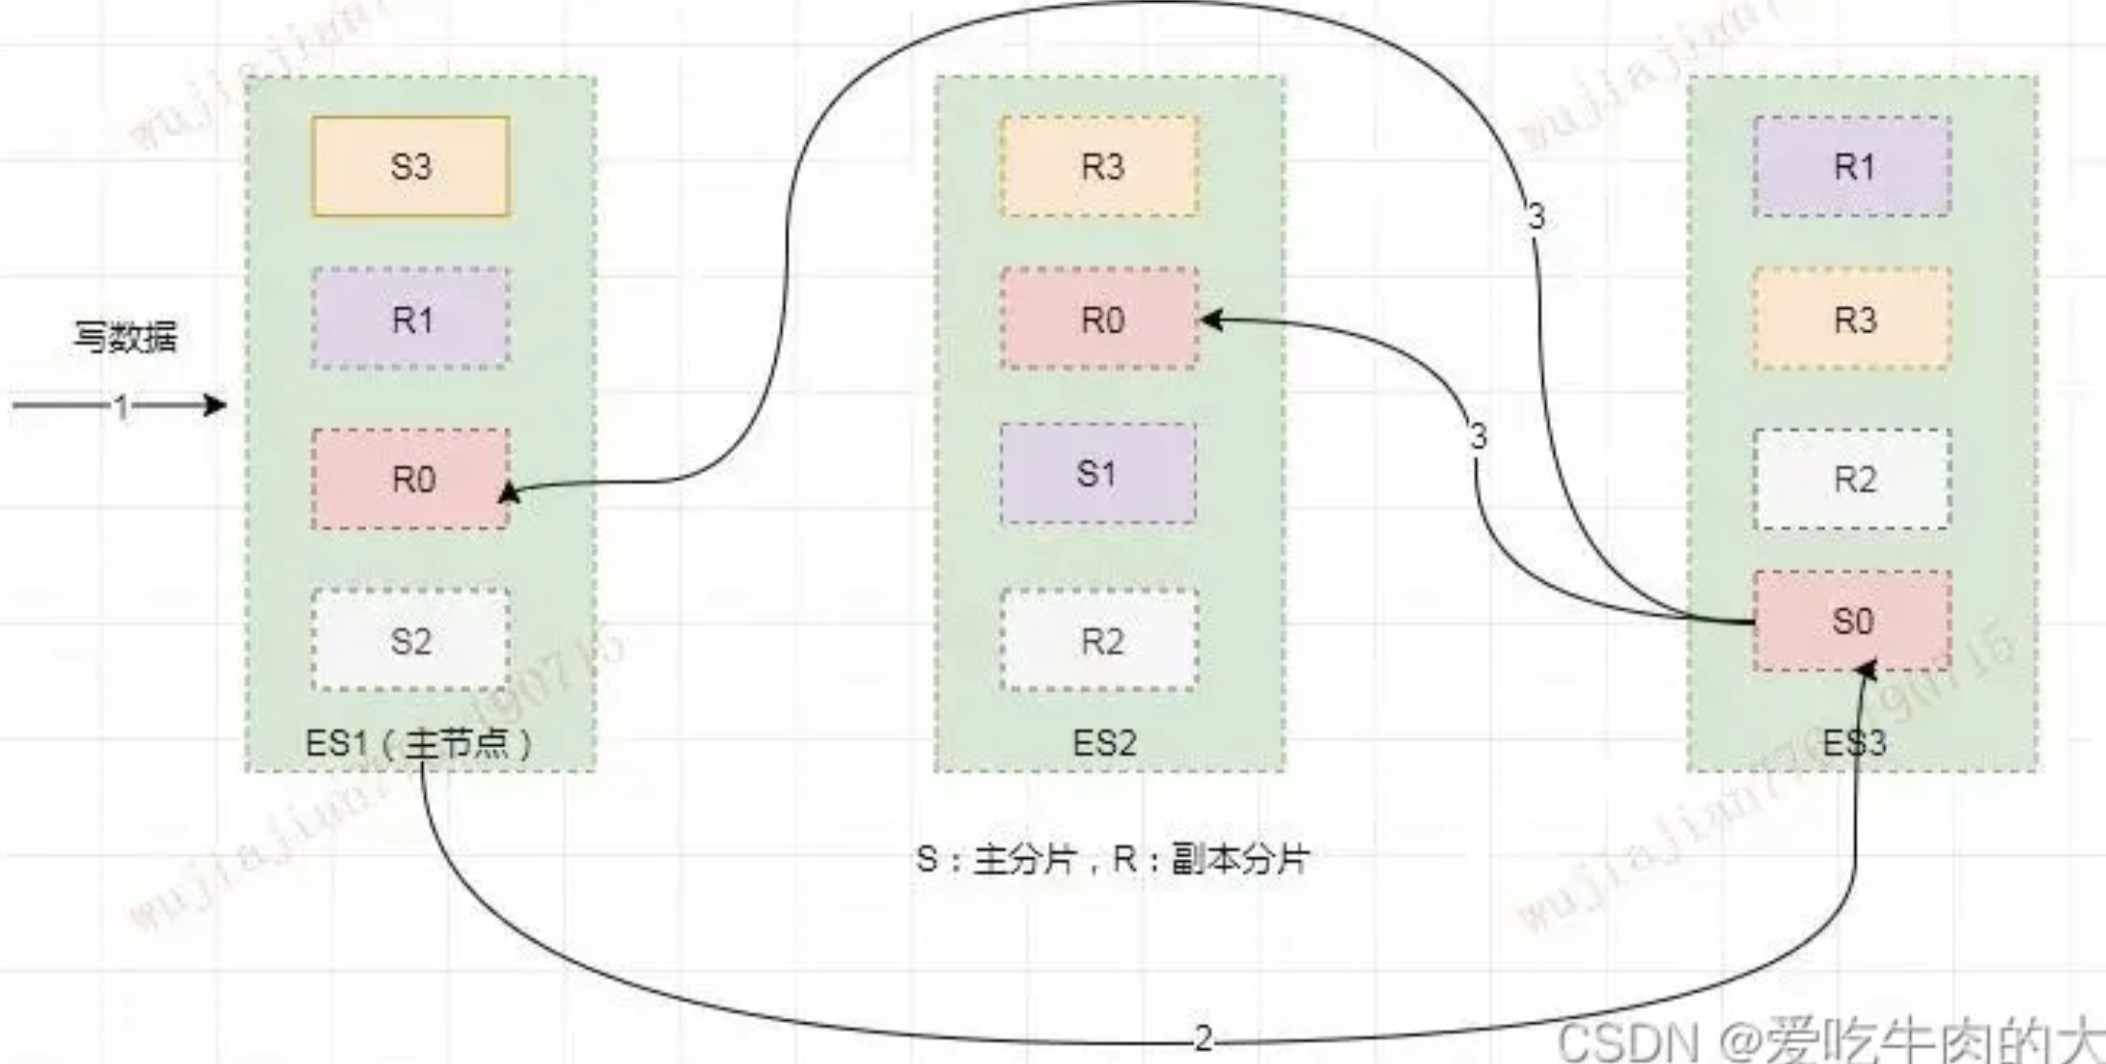 写数据
1
S3
R1
R0
S2
ES1（主节点）
R3
R0
S1
R2
ES2
R1
R3
R2
S0
ES3
3
3
S：主分片，R：副本分片
2
CSDN @爱吃牛肉的大